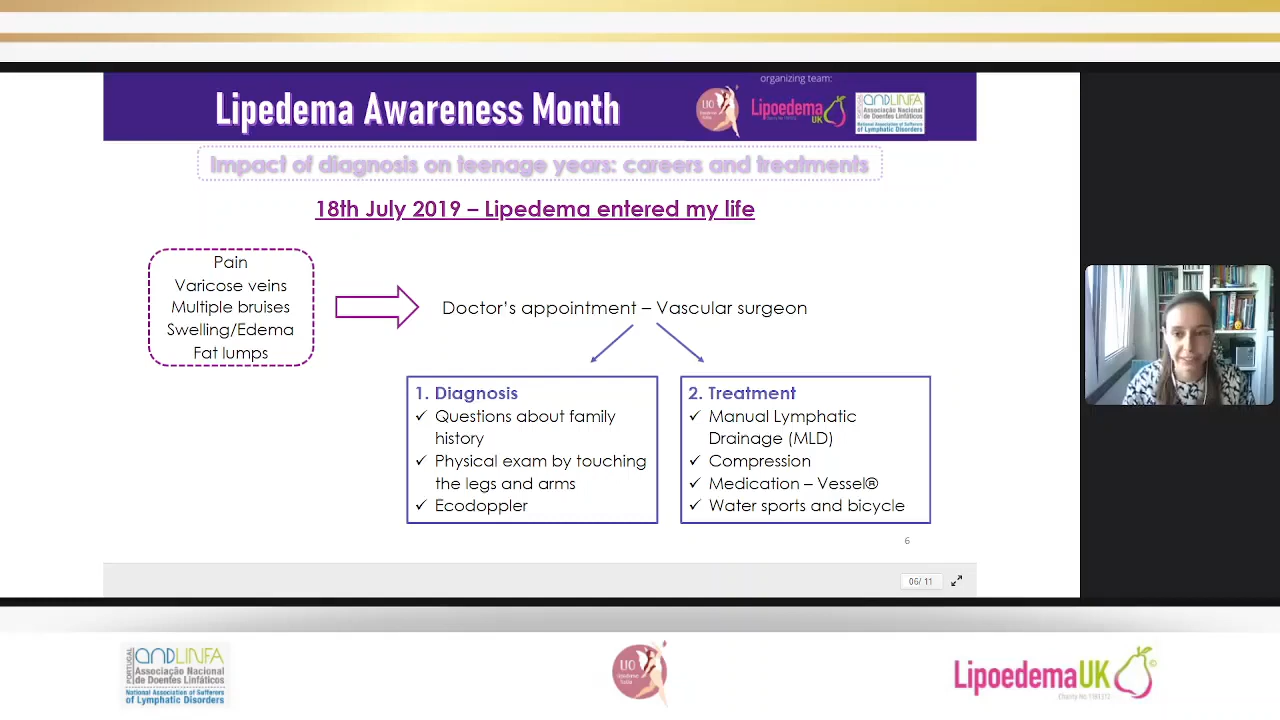 organizing team:
Lipedema Awareness Month
LIO
Lipoedema
UK
PORTUGAL
ANDLINFA
Associação Nacional
de Doentes Linfáticos
National Association of Sufferers
of Lymphatic Disorders
Impact of diagnosis on teenage years: careers and treatments
18th July 2019 – Lipedema entered my life
Pain
Varicose veins
Multiple bruises
Swelling/Edema
Fat lumps
Doctor's appointment – Vascular surgeon
1. Diagnosis
✓ Questions about family
history
✓ Physical exam by touching
the legs and arms
✓ Ecodoppler
2. Treatment
✓ Manual Lymphatic
Drainage (MLD)
✓ Compression
✓ Medication – Vessel®
✓ Water sports and bicycle
6
06/ 11
PORTUGAL
ANDLINFA
Associação Nacional
de Doentes Linfáticos
National Association of Sufferers
of Lymphatic Disorders
LIO
LipoedemaUK